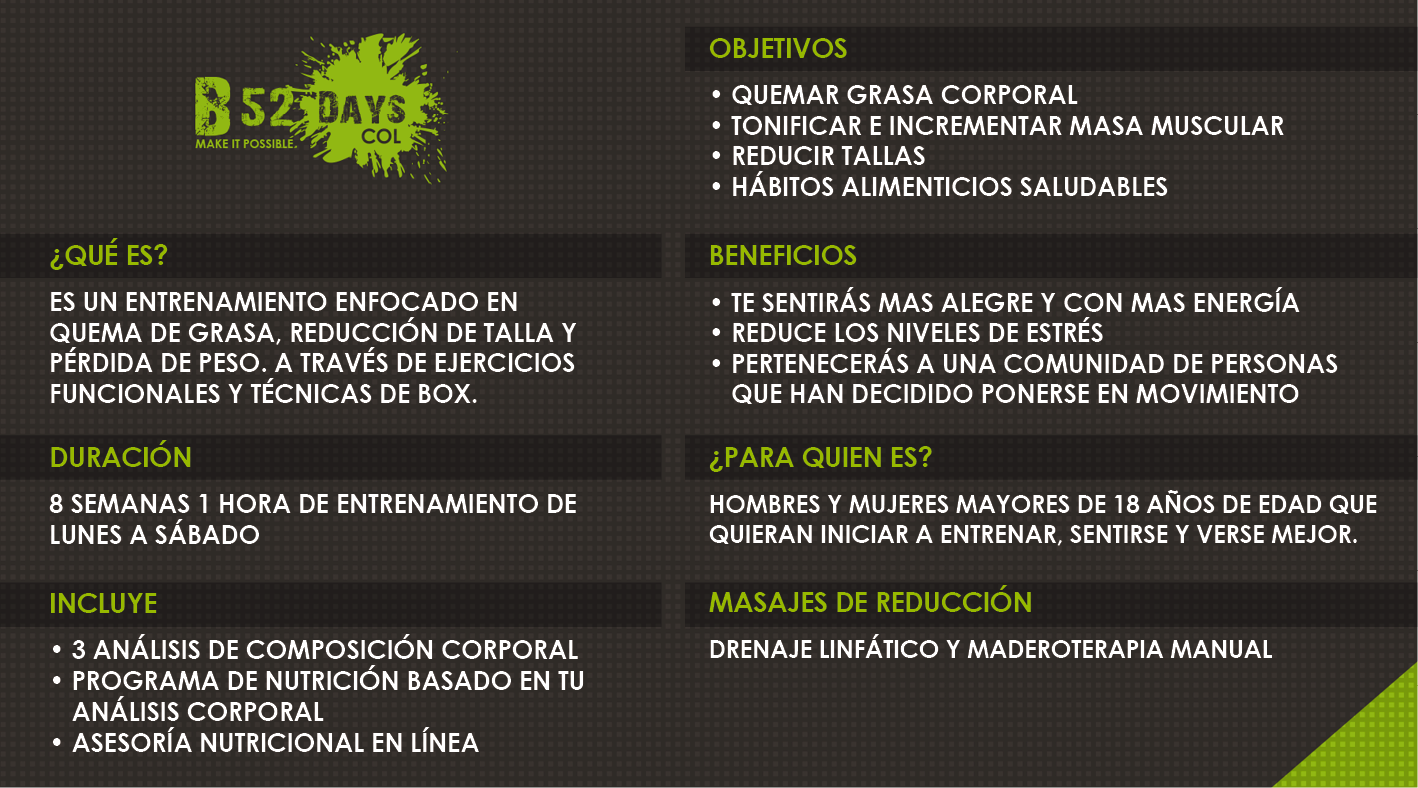 B 52 DAYS
COL
MAKE IT POSSIBLE.
¿QUÉ ES?
ES UN ENTRENAMIENTO ENFOCADO EN
QUEMA DE GRASA, REDUCCIÓN DE TALLA Y
PÉRDIDA DE PESO. A TRAVÉS DE EJERCICIOS
FUNCIONALES Y TÉCNICAS DE BOX.
DURACIÓN
8 SEMANAS 1 HORA DE ENTRENAMIENTO DE
LUNES A SÁBADO
INCLUYE
• 3 ANÁLISIS DE COMPOSICIÓN CORPORAL
• PROGRAMA DE NUTRICIÓN BASADO EN TU
ANÁLISIS CORPORAL
• ASESORÍA NUTRICIONAL EN LÍNEA
OBJETIVOS
• QUEMAR GRASA CORPORAL
• TONIFICAR E INCREMENTAR MASA MUSCULAR
• REDUCIR TALLAS
• HÁBITOS ALIMENTICIOS SALUDABLES
BENEFICIOS
• TE SENTIRÁS MAS ALEGRE Y CON MAS ENERGÍA
• REDUCE LOS NIVELES DE ESTRÉS
• PERTENECERÁS A UNA COMUNIDAD DE PERSONAS
QUE HAN DECIDIDO PONERSE EN MOVIMIENTO
¿PARA QUIEN ES?
HOMBRES Y MUJERES MAYORES DE 18 AÑOS DE EDAD QUE
QUIERAN INICIAR A ENTRENAR, SENTIRSE Y VERSE MEJOR.
MASAJES DE REDUCCIÓN
DRENAJE LINFÁTICO Y MADEROTERAPIA MANUAL